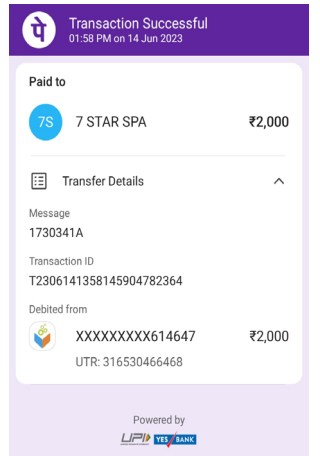 पे
Transaction Successful
01:58 PM on 14 Jun 2023
Paid to
7S 7 STAR SPA ₹2,000
Transfer Details
Message
1730341A
Transaction ID
T2306141358145904782364
Debited from
XXXXXXXXX614647 ₹2,000
UTR: 316530466468
Powered by
UPI YES BANK